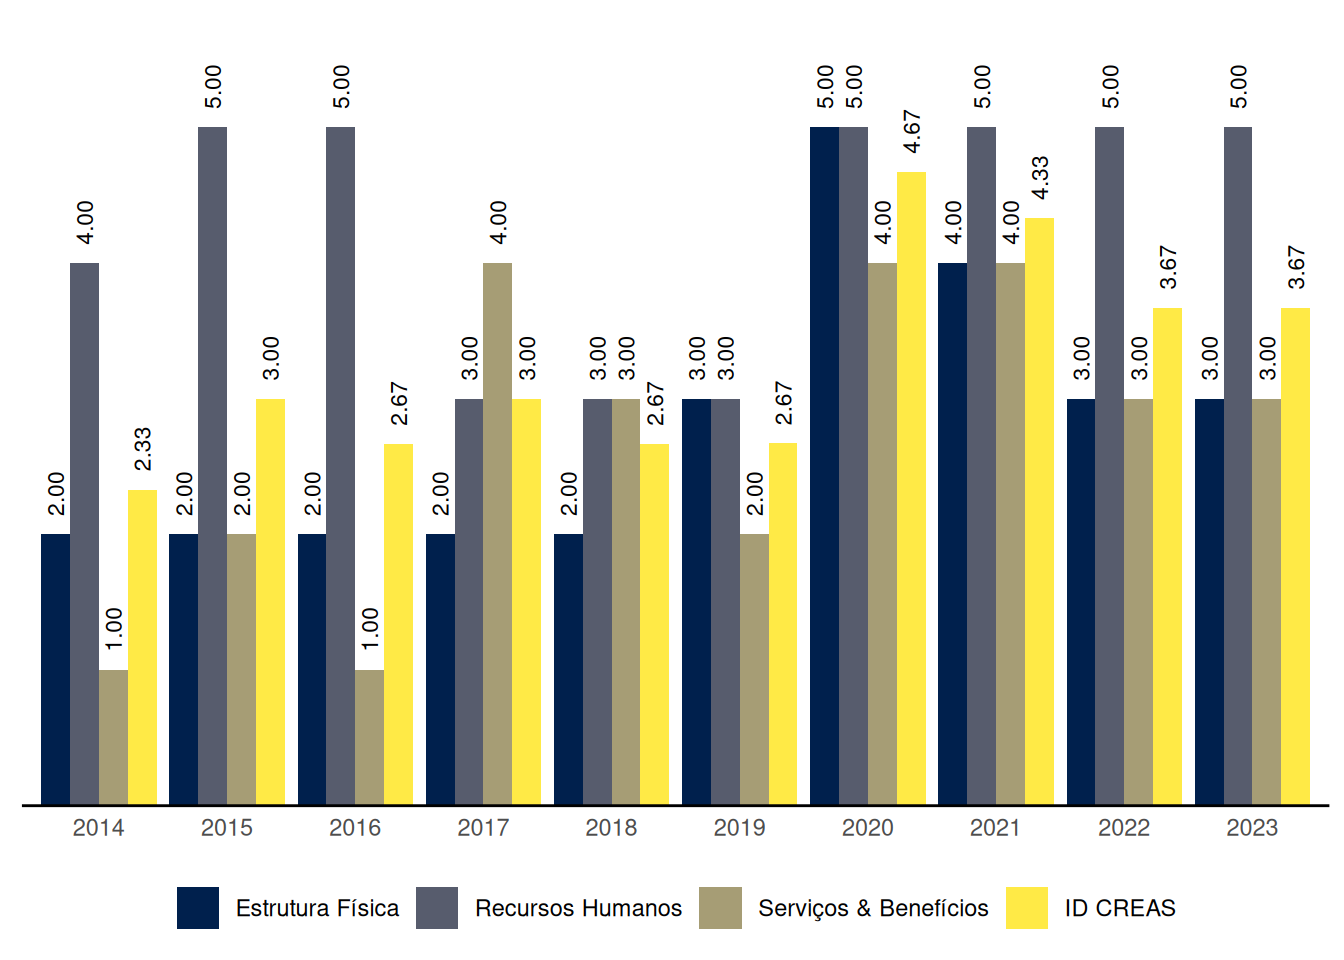 5.00 5.00 5.00 5.00 5.00 5.00 5.00
4.67
4.33
4.00 4.00 4.00 4.00 4.00
3.67 3.67
3.00 3.00 3.00 3.00 3.00 3.00 3.00 3.00 3.00 3.00 3.00
2.67 2.67 2.67
2.33
2.00 2.00 2.00 2.00 2.00 2.00 2.00
1.00 1.00
2014 2015 2016 2017 2018 2019 2020 2021 2022 2023
Estrutura Física Recursos Humanos Serviços & Benefícios ID CREAS